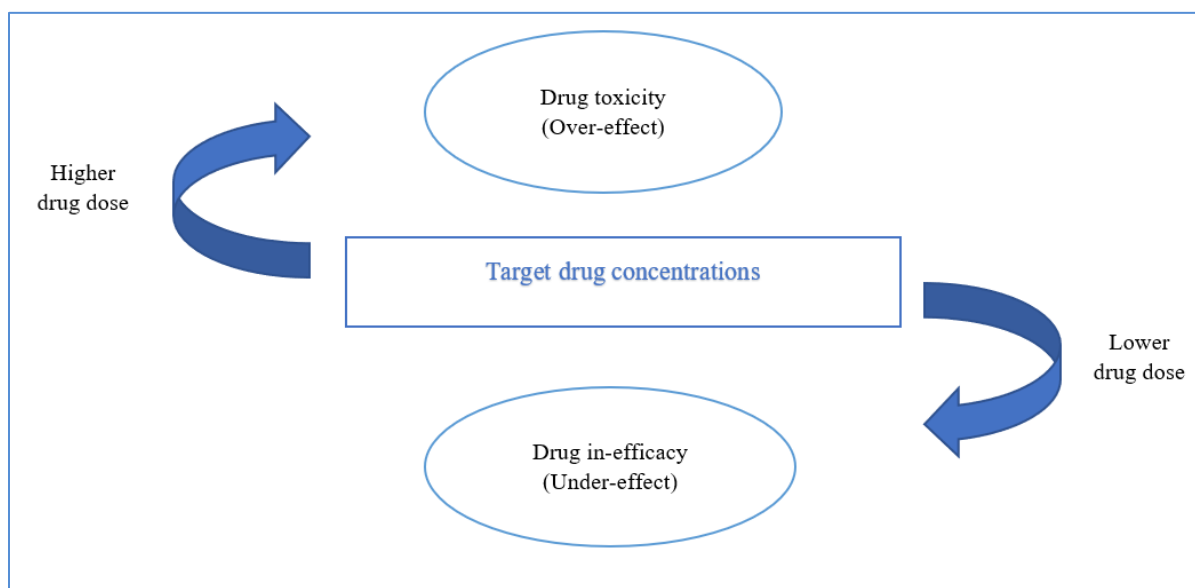 Drug toxicity
(Over-effect)
Higher
drug dose
Target drug concentrations
Lower
drug dose
Drug in-efficacy
(Under-effect)